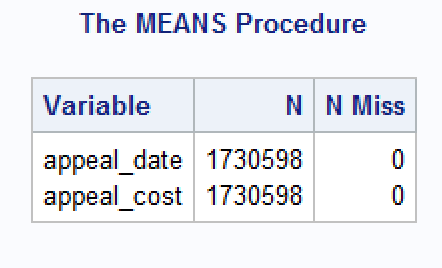 The MEANS Procedure
Variable N N Miss
appeal_date 1730598 0
appeal_cost 1730598 0